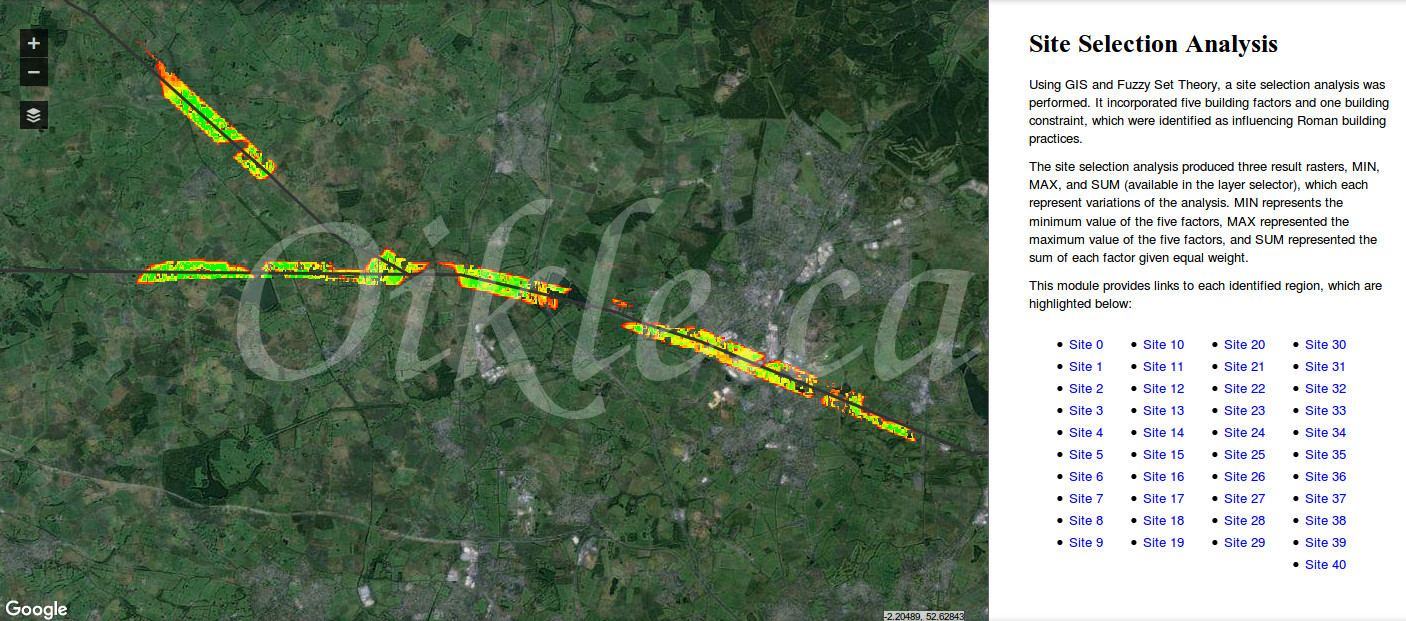 +
−
Oikleca
Google
-2.20489, 52.62843
Site Selection Analysis
Using GIS and Fuzzy Set Theory, a site selection analysis was
performed. It incorporated five building factors and one building
constraint, which were identified as influencing Roman building
practices.
The site selection analysis produced three result rasters, MIN,
MAX, and SUM (available in the layer selector), which each
represent variations of the analysis. MIN represents the
minimum value of the five factors, MAX represented the
maximum value of the five factors, and SUM represented the
sum of each factor given equal weight.
This module provides links to each identified region, which are
highlighted below:
• Site 0 • Site 10 • Site 20 • Site 30
• Site 1 • Site 11 • Site 21 • Site 31
• Site 2 • Site 12 • Site 22 • Site 32
• Site 3 • Site 13 • Site 23 • Site 33
• Site 4 • Site 14 • Site 24 • Site 34
• Site 5 • Site 15 • Site 25 • Site 35
• Site 6 • Site 16 • Site 26 • Site 36
• Site 7 • Site 17 • Site 27 • Site 37
• Site 8 • Site 18 • Site 28 • Site 38
• Site 9 • Site 19 • Site 29 • Site 39
• Site 40